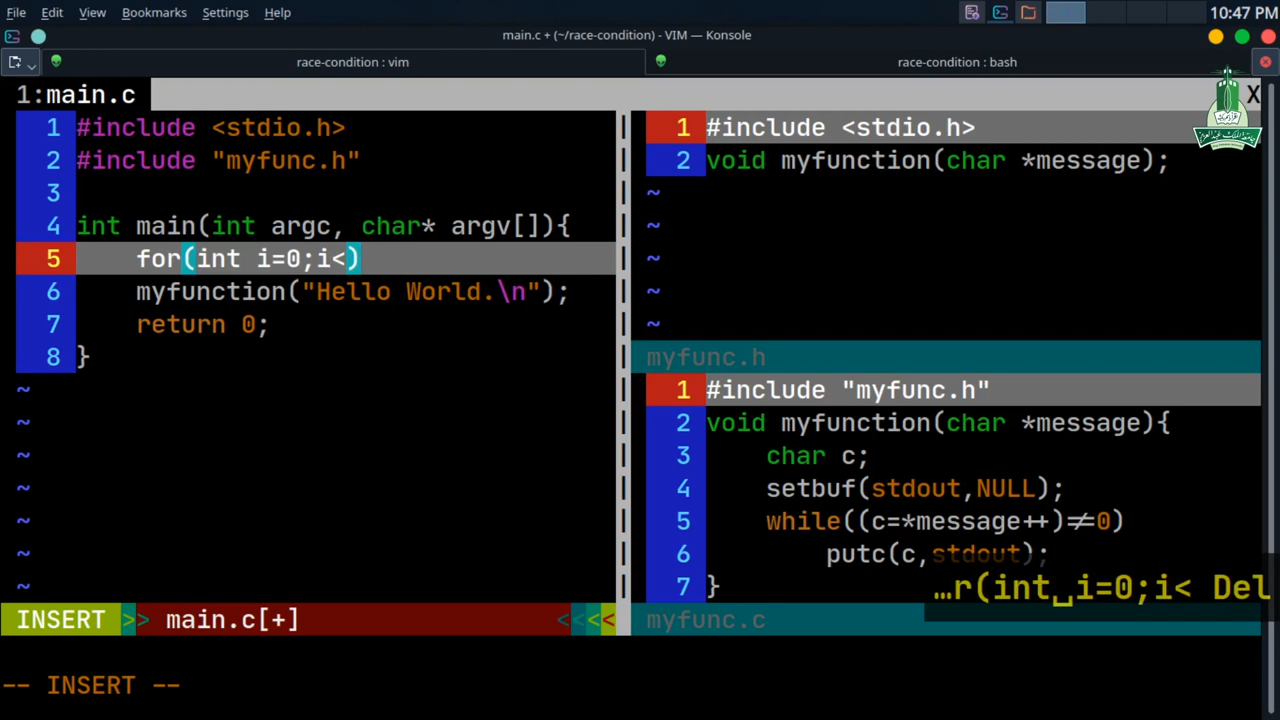 File Edit View Bookmarks Settings Help
10:47 PM
main.c + (~/race-condition) - VIM — Konsole
race-condition : vim
race-condition : bash
1:main.c
X
1 #include <stdio.h>
2 #include "myfunc.h"
3
4 int main(int argc, char* argv[]){
5 for(int i=0;i<)
6 myfunction("Hello World.\n");
7 return 0;
8 }
~
~
~
~
~
~
~
INSERT >> main.c[+] <<<<
-- INSERT --
1 #include <stdio.h>
2 void myfunction(char *message);
~
~
~
~
~
myfunc.h
1 #include "myfunc.h"
2 void myfunction(char *message){
3 char c;
4 setbuf(stdout,NULL);
5 while((c=*message++)≠0)
6 putc(c,stdout);
7 }
myfunc.c
…r(int␣i=0;i< Del